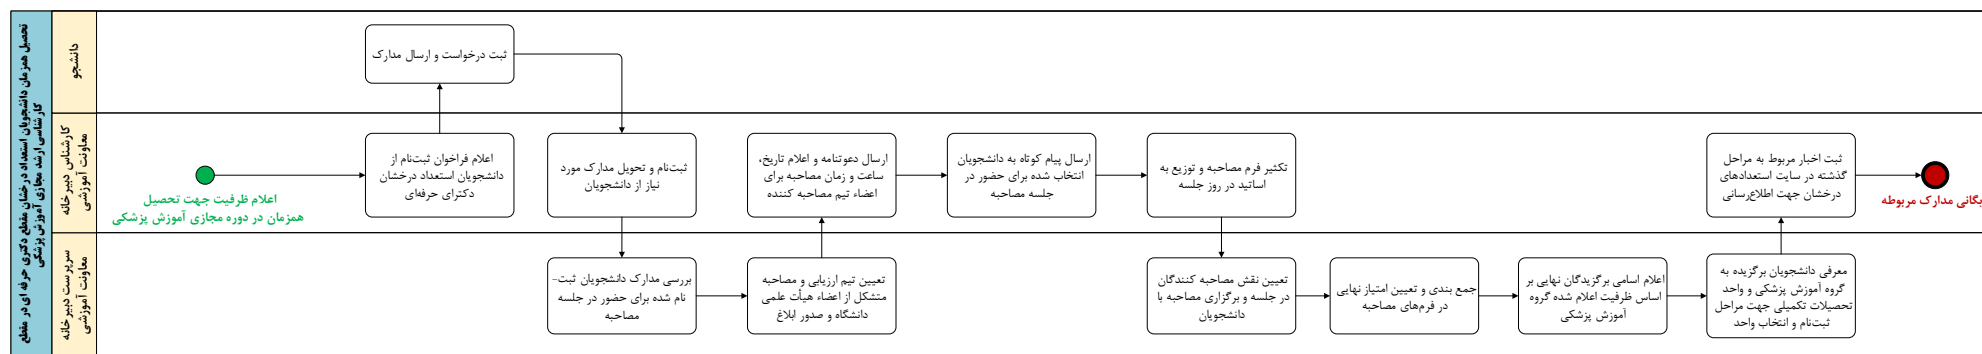 تحصیل همزمان دانشجویان استعداد درخشان مقطع دکتری حرفه ای در مقطع
کارشناسی ارشد مجازی آموزش پزشکی
دانشجو
کارشناس دبیر خانه
معاونت آموزشی
سرپرست دبیر خانه
معاونت آموزشی
اعلام ظرفیت جهت تحصیل
همزمان در دوره مجازی آموزش پزشکی
اعلام فراخوان ثبت‌نام از
دانشجویان استعداد درخشان
دکترای حرفه‌ای
ثبت درخواست و ارسال مدارک
ثبت‌نام و تحویل مدارک مورد
نیاز از دانشجویان
بررسی مدارک دانشجویان ثبت-
نام شده برای حضور در جلسه
مصاحبه
تعیین تیم ارزیابی و مصاحبه
متشکل از اعضاء هیأت علمی
دانشگاه و صدور ابلاغ
ارسال دعوتنامه و اعلام تاریخ،
ساعت و زمان مصاحبه برای
اعضاء تیم مصاحبه کننده
ارسال پیام کوتاه به دانشجویان
انتخاب شده برای حضور در
جلسه مصاحبه
تکثیر فرم مصاحبه و توزیع به
اساتید در روز جلسه
تعیین نقش مصاحبه کنندگان
در جلسه و برگزاری مصاحبه با
دانشجویان
جمع بندی و تعیین امتیاز نهایی
در فرم‌های مصاحبه
اعلام اسامی برگزیدگان نهایی بر
اساس ظرفیت اعلام شده گروه
آموزش پزشکی
معرفی دانشجویان برگزیده به
گروه آموزش پزشکی و واحد
تحصیلات تکمیلی جهت مراحل
ثبت‌نام و انتخاب واحد
ثبت اخبار مربوط به مراحل
گذشته در سایت استعدادهای
درخشان جهت اطلاع‌رسانی
یگانی مدارک مربوطه